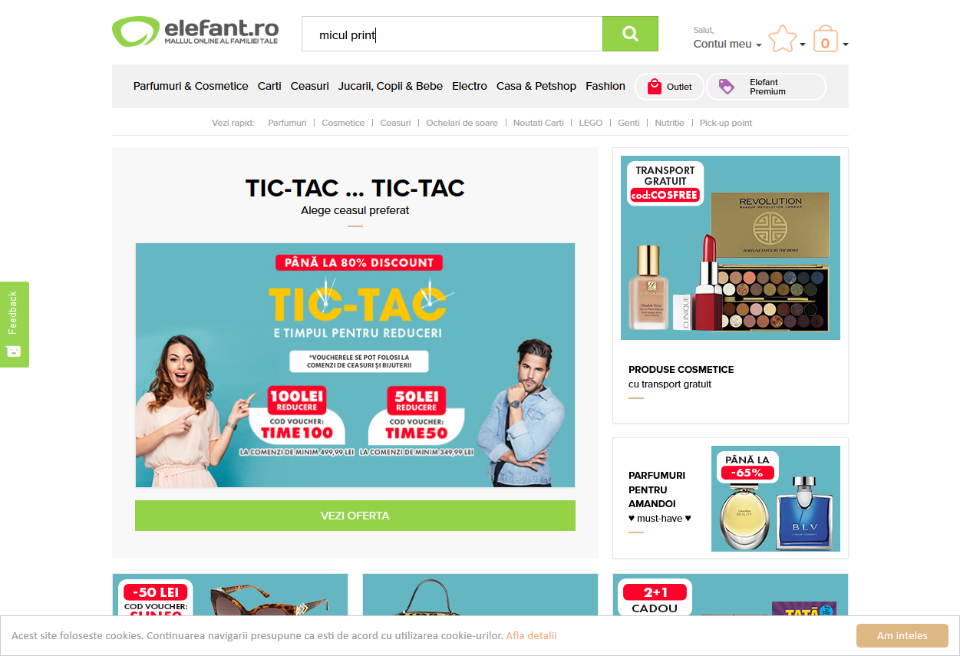 elefant.ro
MALLUL ONLINE AL FAMILIEI TALE
micul print
Salut,
Contul meu
0
Parfumuri & Cosmetice Carti Ceasuri Jucarii, Copii & Bebe Electro Casa & Petshop Fashion Outlet Elefant Premium
Vezi rapid: Parfumuri | Cosmetice | Ceasuri | Ochelari de soare | Noutati Carti | LEGO | Genti | Nutritie | Pick-up point
TIC-TAC ... TIC-TAC
Alege ceasul preferat
PÂNĂ LA 80% DISCOUNT
TIC-TAC
E TIMPUL PENTRU REDUCERI
*VOUCHERELE SE POT FOLOSI LA
COMENZI DE CEASURI ȘI BIJUTERII
100LEI
REDUCERE
COD VOUCHER:
TIME100
LA COMENZI DE MINIM 499,99 LEI
50LEI
REDUCERE
COD VOUCHER:
TIME50
LA COMENZI DE MINIM 349,99 LEI
VEZI OFERTA
TRANSPORT
GRATUIT
cod:COSFREE
REVOLUTION
MAKEUP REVOLUTION LONDON
CLINIQUE
PRODUSE COSMETICE
cu transport gratuit
PARFUMURI
PENTRU
AMANDOI
♥ must-have ♥
PÂNĂ LA
-65%
BLV
Feedback
-50 LEI
COD VOUCHER:
SUN50
2+1
CADOU
TATĂ
Acest site foloseste cookies. Continuarea navigarii presupune ca esti de acord cu utilizarea cookie-urilor. Afla detalii
Am inteles